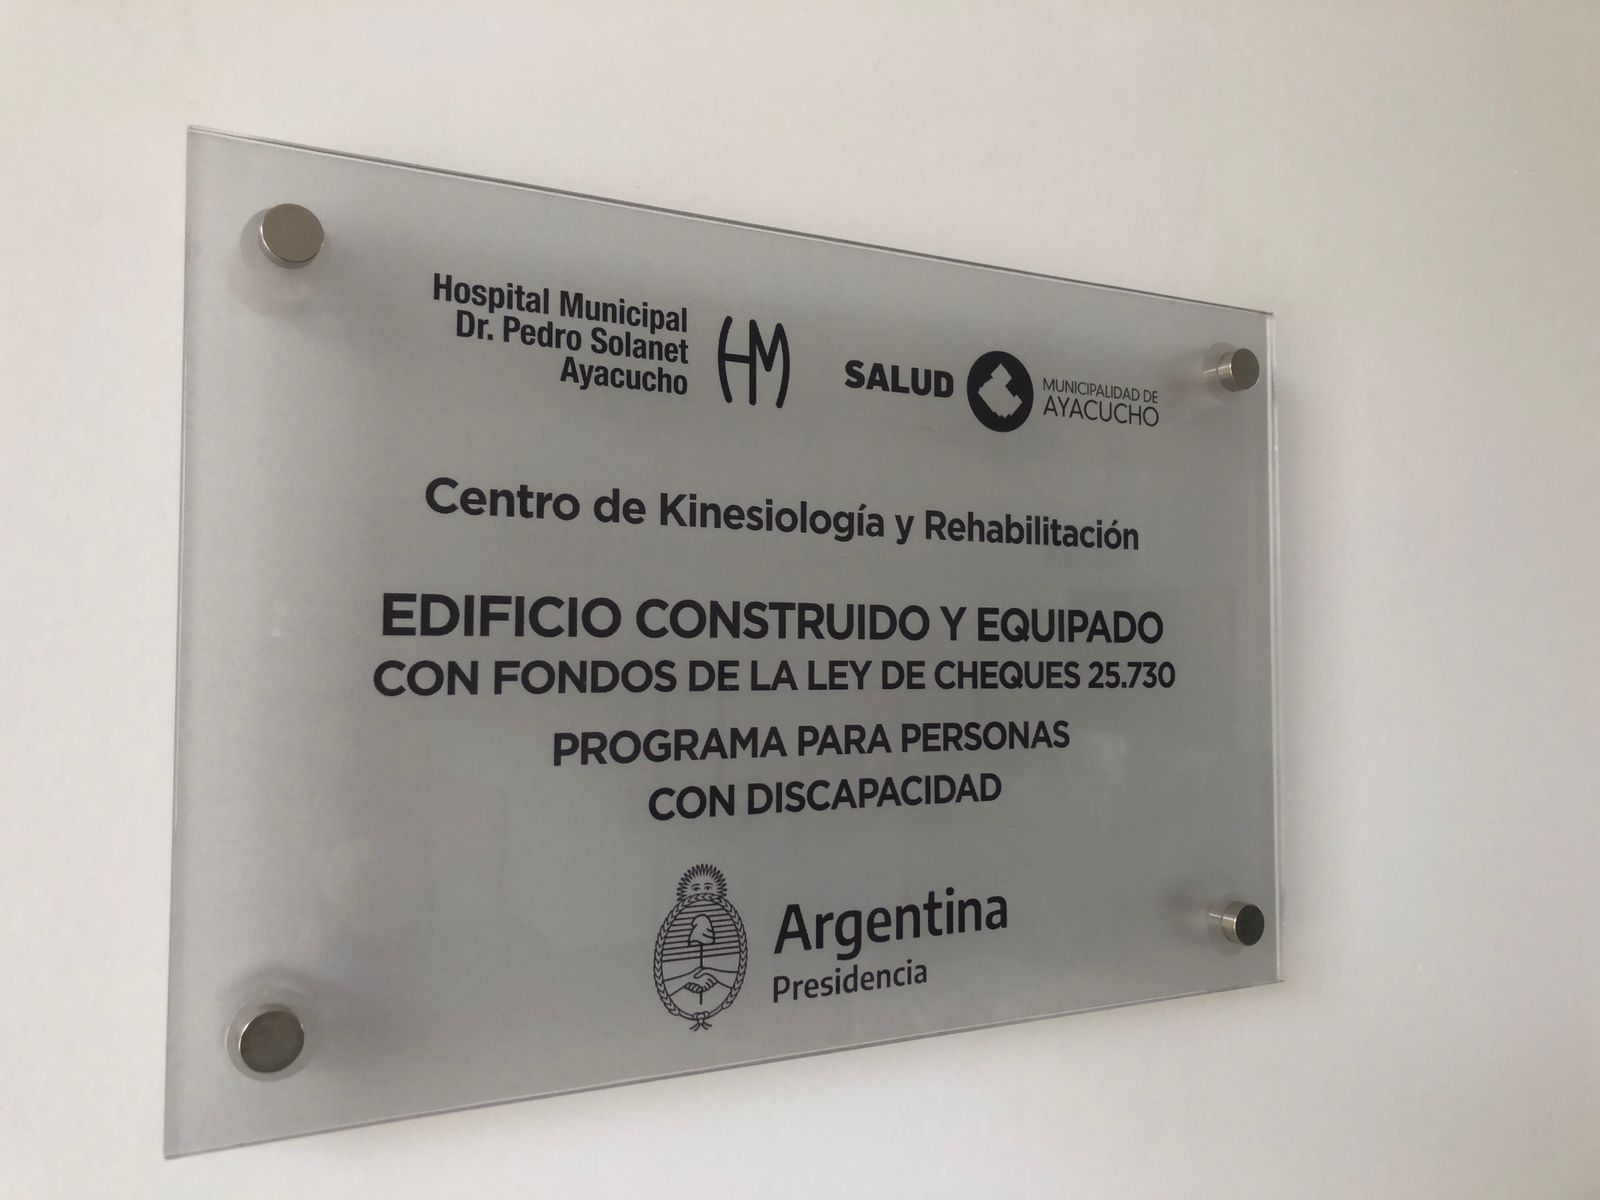 Hospital Municipal
Dr. Pedro Solanet
Ayacucho
HM
SALUD
MUNICIPALIDAD DE
AYACUCHO
Centro de Kinesiología y Rehabilitación
EDIFICIO CONSTRUIDO Y EQUIPADO
CON FONDOS DE LA LEY DE CHEQUES 25.730
PROGRAMA PARA PERSONAS
CON DISCAPACIDAD
Argentina
Presidencia